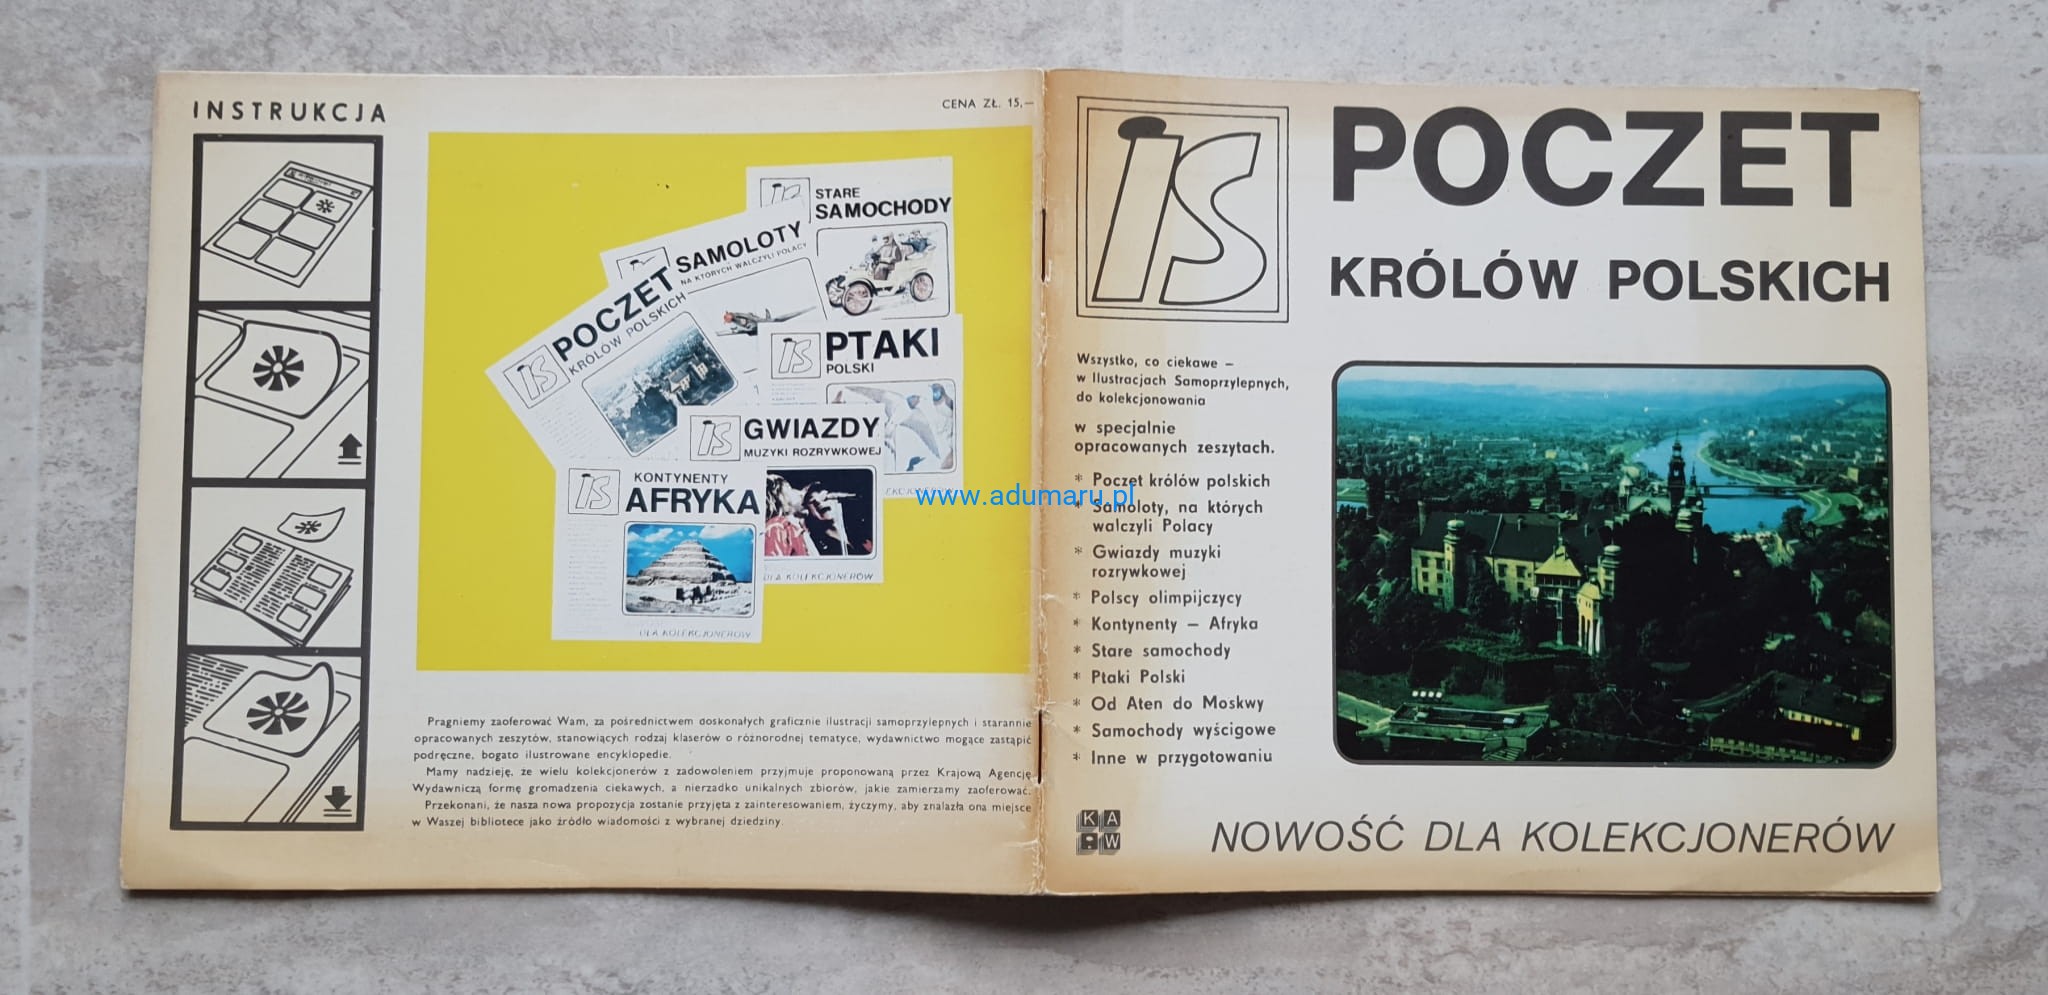 INSTRUKCJA
CENA ZŁ. 15,—
IS
STARE
SAMOCHODY
SAMOLOTY
NA KTÓRYCH WALCZYLI POLACY
IS
POCZET
KRÓLÓW POLSKICH
IS
PTAKI
POLSKI
IS
GWIAZDY
MUZYKI ROZRYWKOWEJ
IS
KONTYNENTY
AFRYKA
DLA KOLEKCJONERÓW
DLA KOLEKCJONERÓW
Pragniemy zaoferować Wam, za pośrednictwem doskonałych graficznie ilustracji samoprzylepnych i starannie
opracowanych zeszytów, stanowiących rodzaj klaserów o różnorodnej tematyce, wydawnictwo mogące zastąpić
podręczne, bogato ilustrowane encyklopedie.
Mamy nadzieję, że wielu kolekcjonerów z zadowoleniem przyjmuje proponowaną przez Krajową Agencję
Wydawniczą formę gromadzenia ciekawych, a nierzadko unikalnych zbiorów, jakie zamierzamy zaoferować.
Przekonani, że nasza nowa propozycja zostanie przyjęta z zainteresowaniem, życzymy, aby znalazła ona miejsce
w Waszej bibliotece jako źródło wiadomości z wybranej dziedziny.
www.adumaru.pl
IS
POCZET
KRÓLÓW POLSKICH
Wszystko, co ciekawe –
w Ilustracjach Samoprzylepnych,
do kolekcjonowania
w specjalnie
opracowanych zeszytach.
* Poczet królów polskich
* Samoloty, na których
walczyli Polacy
* Gwiazdy muzyki
rozrywkowej
* Polscy olimpijczycy
* Kontynenty – Afryka
* Stare samochody
* Ptaki Polski
* Od Aten do Moskwy
* Samochody wyścigowe
* Inne w przygotowaniu
KAW
NOWOŚĆ DLA KOLEKCJONERÓW